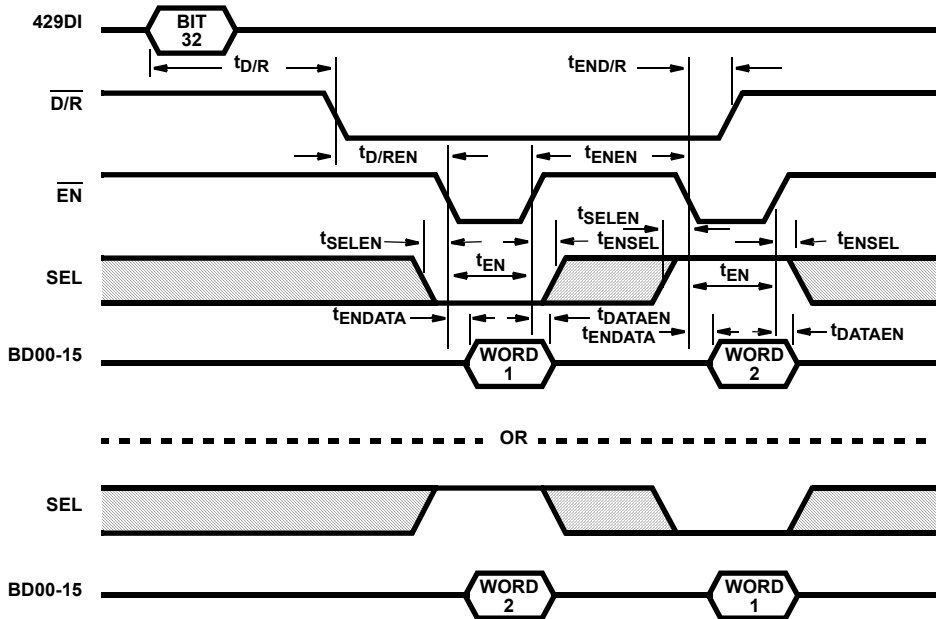 429DI
BIT
32
tD/R
tEND/R
D/R
tD/REN
tENEN
EN
tSELEN
tSELEN
tENSEL
tENSEL
SEL
tEN
tEN
tENDATA
tDATAEN
tENDATA
tDATAEN
BD00-15
WORD
1
WORD
2
OR
SEL
BD00-15
WORD
2
WORD
1